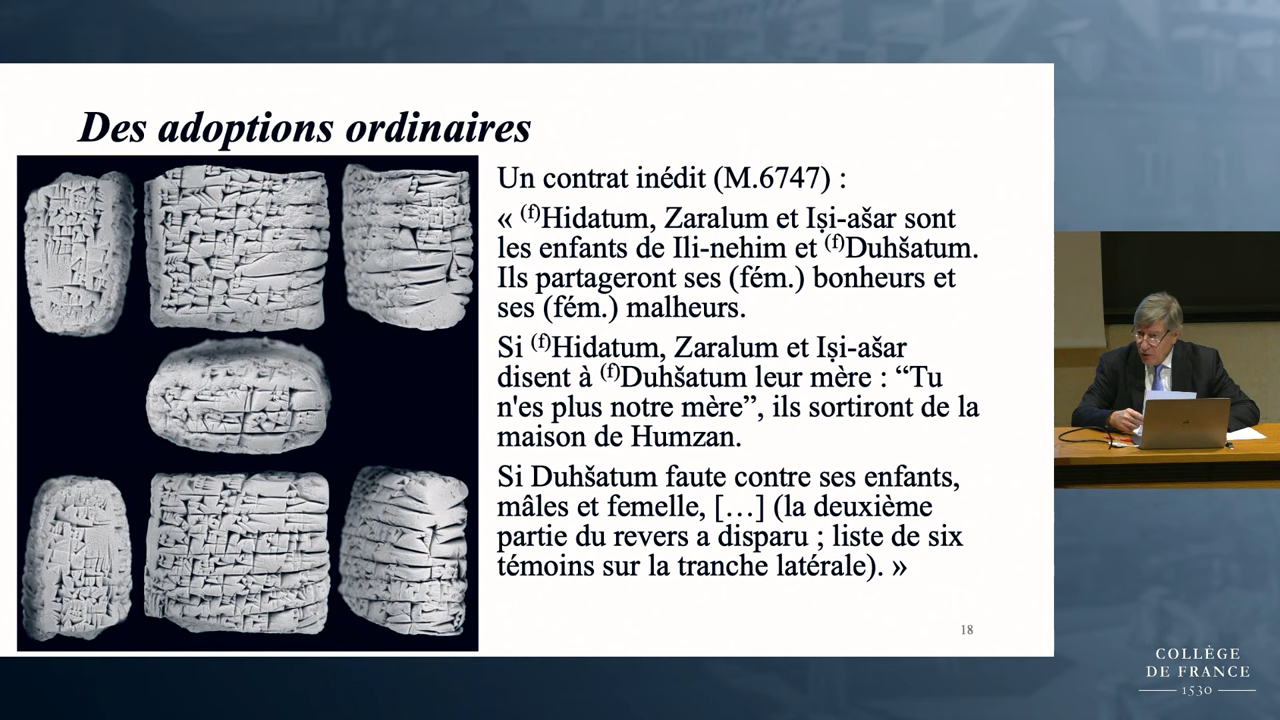 Des adoptions ordinaires
Un contrat inédit (M.6747) :
« (f)Hidatum, Zaralum et Iṣi-ašar sont
les enfants de Ili-nehim et (f)Duhšatum.
Ils partageront ses (fém.) bonheurs et
ses (fém.) malheurs.
Si (f)Hidatum, Zaralum et Iṣi-ašar
disent à (f)Duhšatum leur mère : “Tu
n'es plus notre mère”, ils sortiront de la
maison de Humzan.
Si Duhšatum faute contre ses enfants,
mâles et femelle, […] (la deuxième
partie du revers a disparu ; liste de six
témoins sur la tranche latérale). »
18
COLLÈGE
DE FRANCE
1530